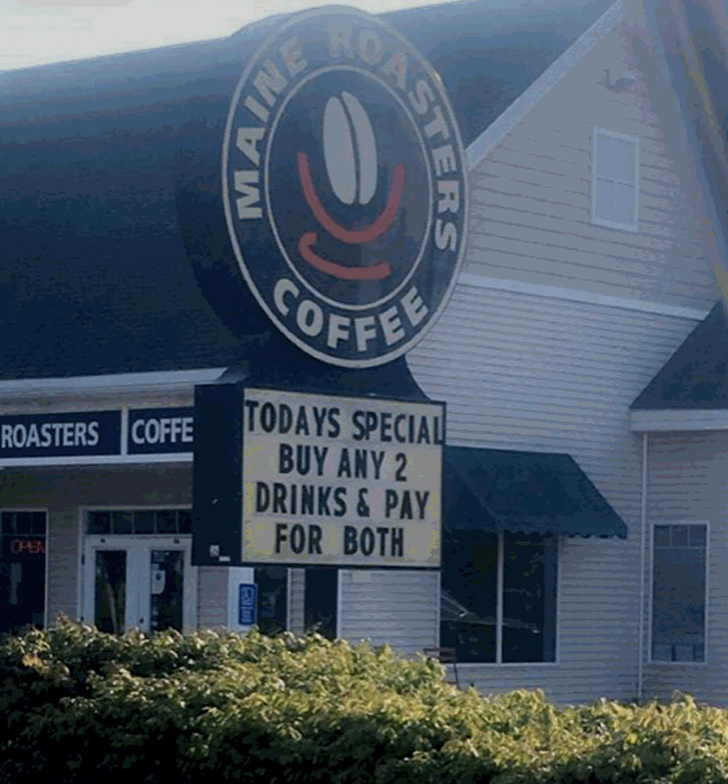 MAINE ROASTERS
COFFEE
TODAYS SPECIAL
BUY ANY 2
DRINKS & PAY
FOR BOTH
ROASTERS COFFE
OPEN